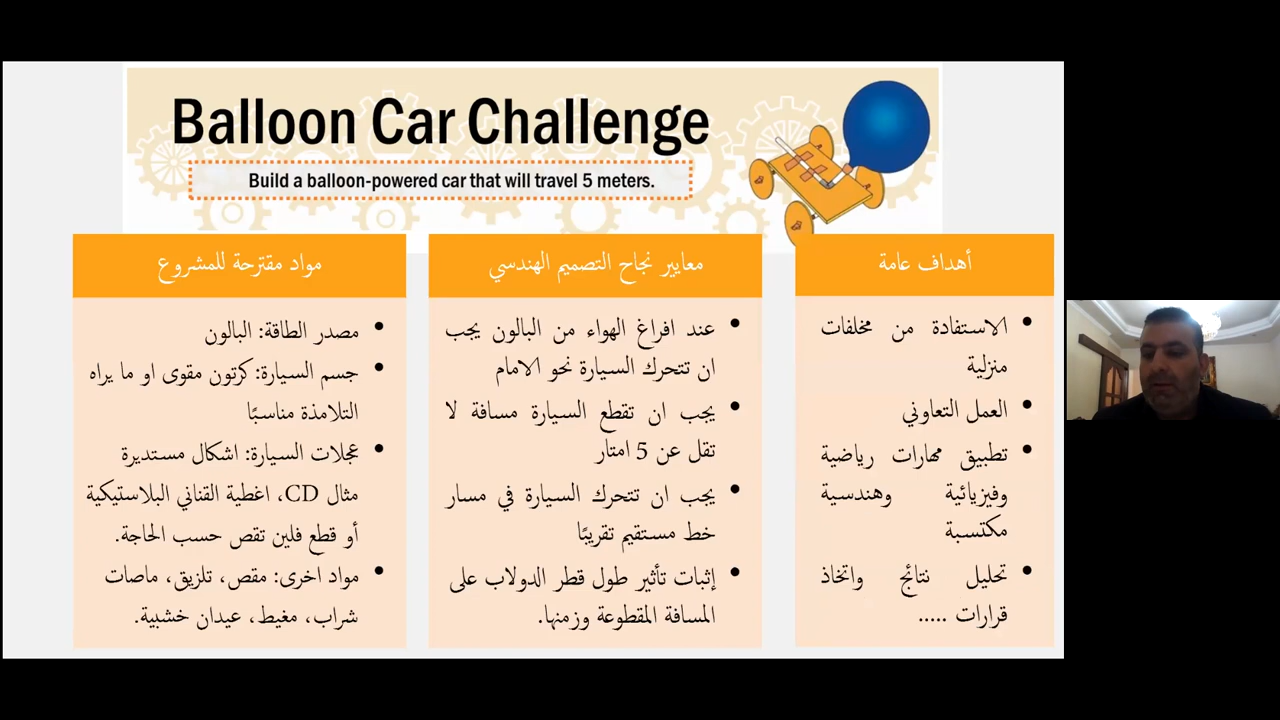 Balloon Car Challenge
Build a balloon-powered car that will travel 5 meters.
أهداف عامة
• الاستفادة من مخلفات
منزلية
• العمل التعاوني
• تطبيق مهارات رياضية
وفيزيائية وهندسية
مكتسبة
• تحليل نتائج واتخاذ
قرارات .....
معايير نجاح التصميم الهندسي
• عند افراغ الهواء من البالون يجب
ان تتحرك السيارة نحو الامام
• يجب ان تقطع السيارة مسافة لا
تقل عن 5 امتار
• يجب ان تتحرك السيارة في مسار
خط مستقيم تقريبًا
• إثبات تأثير طول قطر الدولاب على
المسافة المقطوعة وزمنها.
مواد مقترحة للمشروع
• مصدر الطاقة: البالون
• جسم السيارة: كرتون مقوى او ما يراه
التلامذة مناسبًا
• عجلات السيارة: اشكال مستديرة
مثال CD، اغطية القناني البلاستيكية
أو قطع فلين تقص حسب الحاجة.
• مواد اخرى: مقص، تلزيق، ماصات
شراب، مغيط، عيدان خشبية.